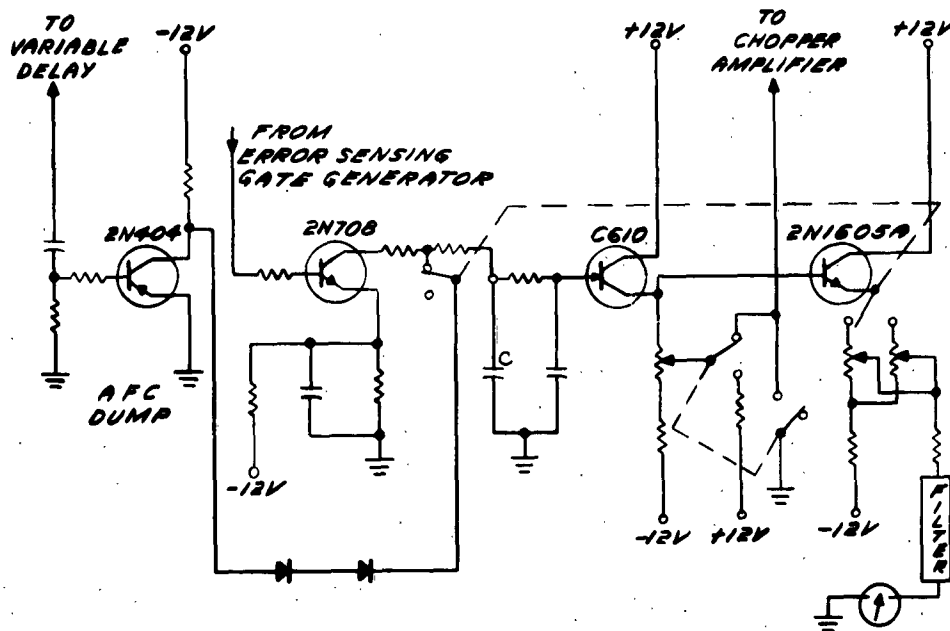 TO
VARIABLE
DELAY
-12V
FROM
ERROR SENSING
GATE GENERATOR
+12V
TO
CHOPPER
AMPLIFIER
+12V
2N404
2N708
C610
2N1605A
C
AFC
DUMP
-12V
-12V
+12V
-12V
FILTER